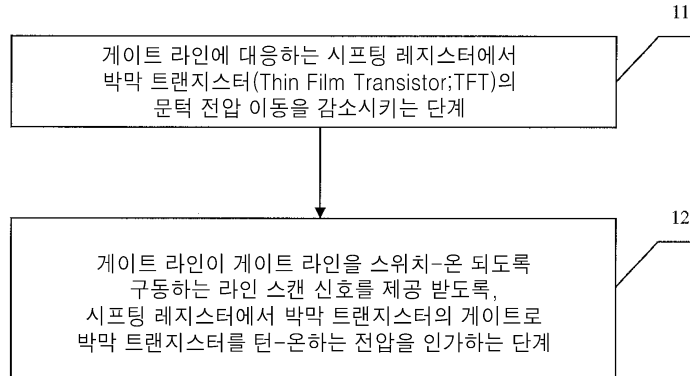 11
게이트 라인에 대응하는 시프팅 레지스터에서
박막 트랜지스터(Thin Film Transistor;TFT)의
문턱 전압 이동을 감소시키는 단계
12
게이트 라인이 게이트 라인을 스위치-온 되도록
구동하는 라인 스캔 신호를 제공 받도록,
시프팅 레지스터에서 박막 트랜지스터의 게이트로
박막 트랜지스터를 턴-온하는 전압을 인가하는 단계